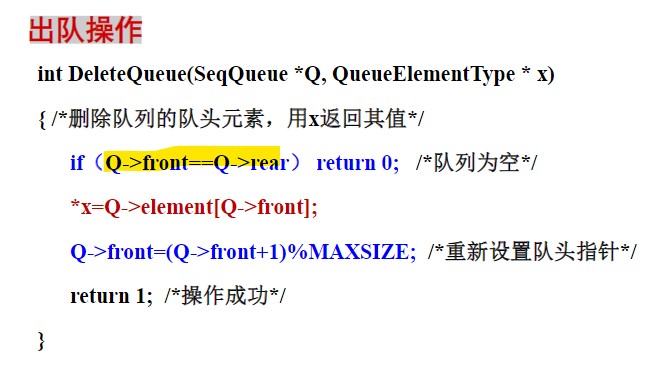 出队操作
int DeleteQueue(SeqQueue *Q, QueueElementType * x)
{ /*删除队列的队头元素，用x返回其值*/
if（Q->front==Q->rear） return 0; /*队列为空*/
*x=Q->element[Q->front];
Q->front=(Q->front+1)%MAXSIZE; /*重新设置队头指针*/
return 1; /*操作成功*/
}